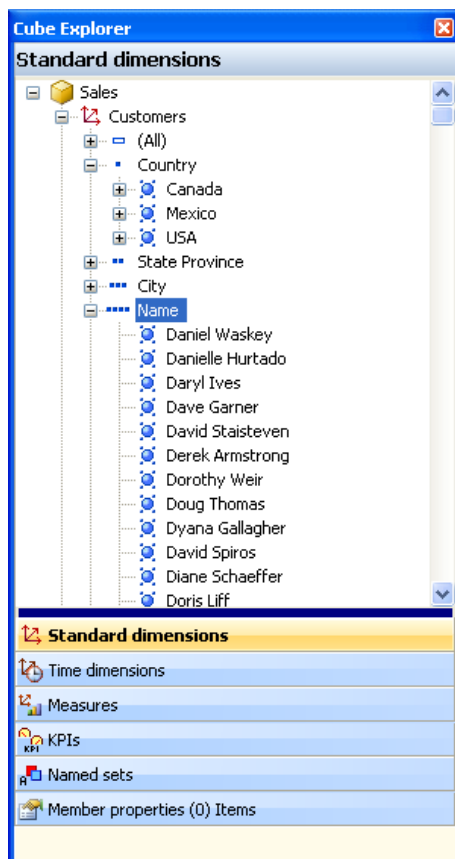 Cube Explorer
Standard dimensions
Sales
Customers
(All)
Country
Canada
Mexico
USA
State Province
City
Name
Daniel Waskey
Danielle Hurtado
Daryl Ives
Dave Garner
David Staisteven
Derek Armstrong
Dorothy Weir
Doug Thomas
Dyana Gallagher
David Spiros
Diane Schaeffer
Doris Liff
Standard dimensions
Time dimensions
Measures
KPI KPIs
A Named sets
Member properties (0) Items